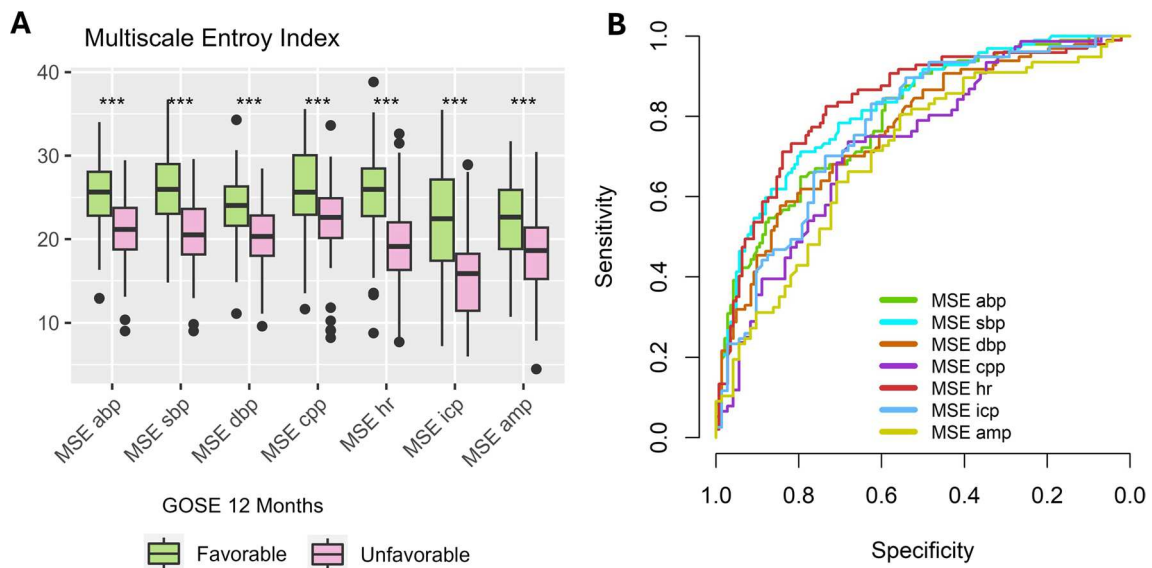 A
Multiscale Entroy Index
40
30
20
10
*** *** *** *** *** *** ***
MSE abp
MSE sbp
MSE dbp
MSE cpp
MSE hr
MSE icp
MSE amp
GOSE 12 Months
Favorable
Unfavorable
B
1.0
0.8
0.6
0.4
0.2
0.0
Sensitivity
MSE abp
MSE sbp
MSE dbp
MSE cpp
MSE hr
MSE icp
MSE amp
1.0 0.8 0.6 0.4 0.2 0.0
Specificity